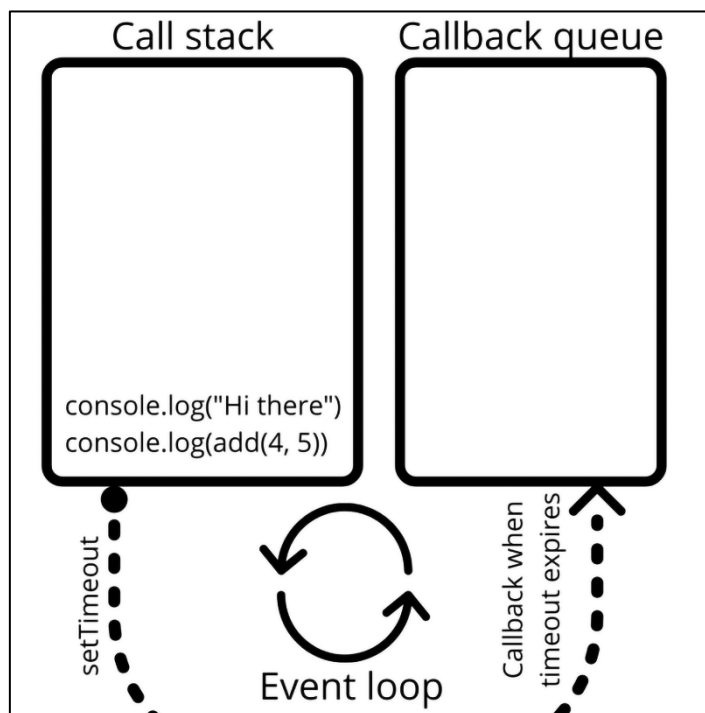 Call stack
Callback queue
console.log("Hi there")
console.log(add(4, 5))
setTimeout
Callback when
timeout expires
Event loop